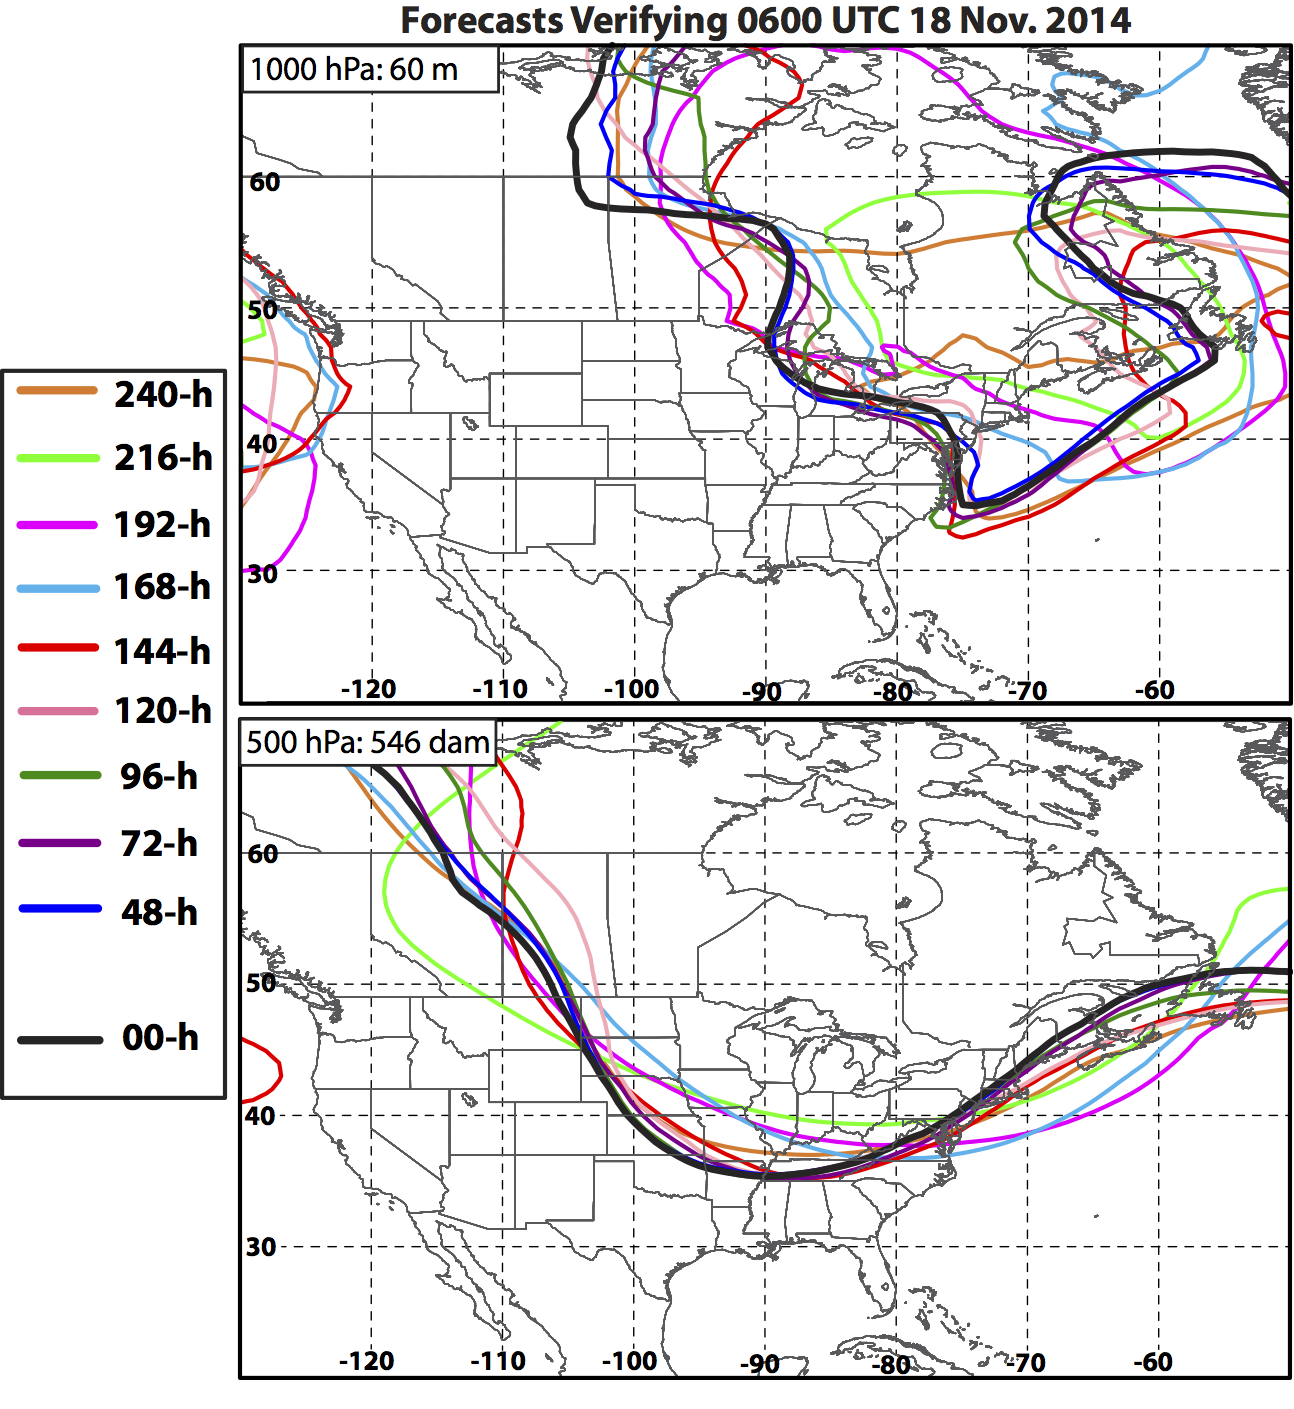 Forecasts Verifying 0600 UTC 18 Nov. 2014
1000 hPa: 60 m
60
50
40
30
-120
-110
-100
-90
-80
-70
-60
240-h
216-h
192-h
168-h
144-h
120-h
96-h
72-h
48-h
00-h
500 hPa: 546 dam
60
50
40
30
-120
-110
-100
-90
-80
-70
-60